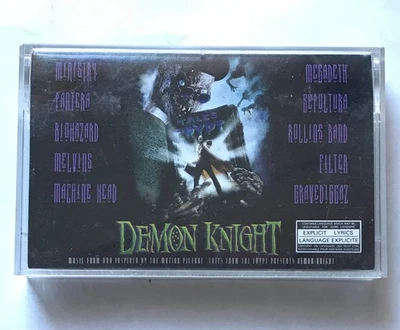 MINISTRY
PANTERA
BIOHAZARD
MELVINS
MACHINE HEAD
MEGADETH
SEPULTURA
ROLLINS BAND
FILTER
GRAVEDIGGAZ
DEMON KNIGHT
EXPLICIT LYRICS
LANGUAGE EXPLICITE
MUSIC FROM AND INSPIRED BY THE MOTION PICTURE TALES FROM THE CRYPT PRESENTS DEMON KNIGHT